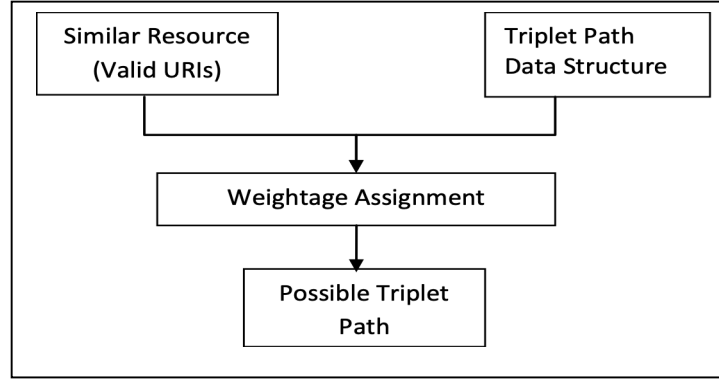 Similar Resource
(Valid URIs)
Triplet Path
Data Structure
Weightage Assignment
Possible Triplet
Path